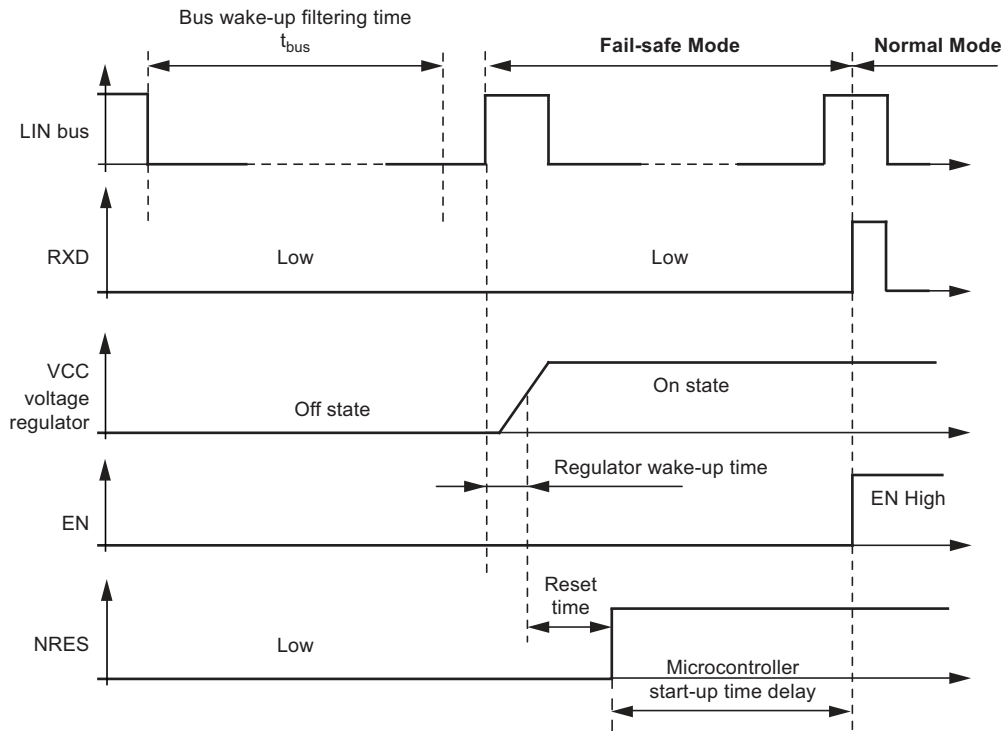 Bus wake-up filtering time
t_bus
Fail-safe Mode
Normal Mode
LIN bus
RXD
Low
Low
VCC
voltage
regulator
Off state
On state
Regulator wake-up time
EN
EN High
Reset
time
NRES
Low
Microcontroller
start-up time delay